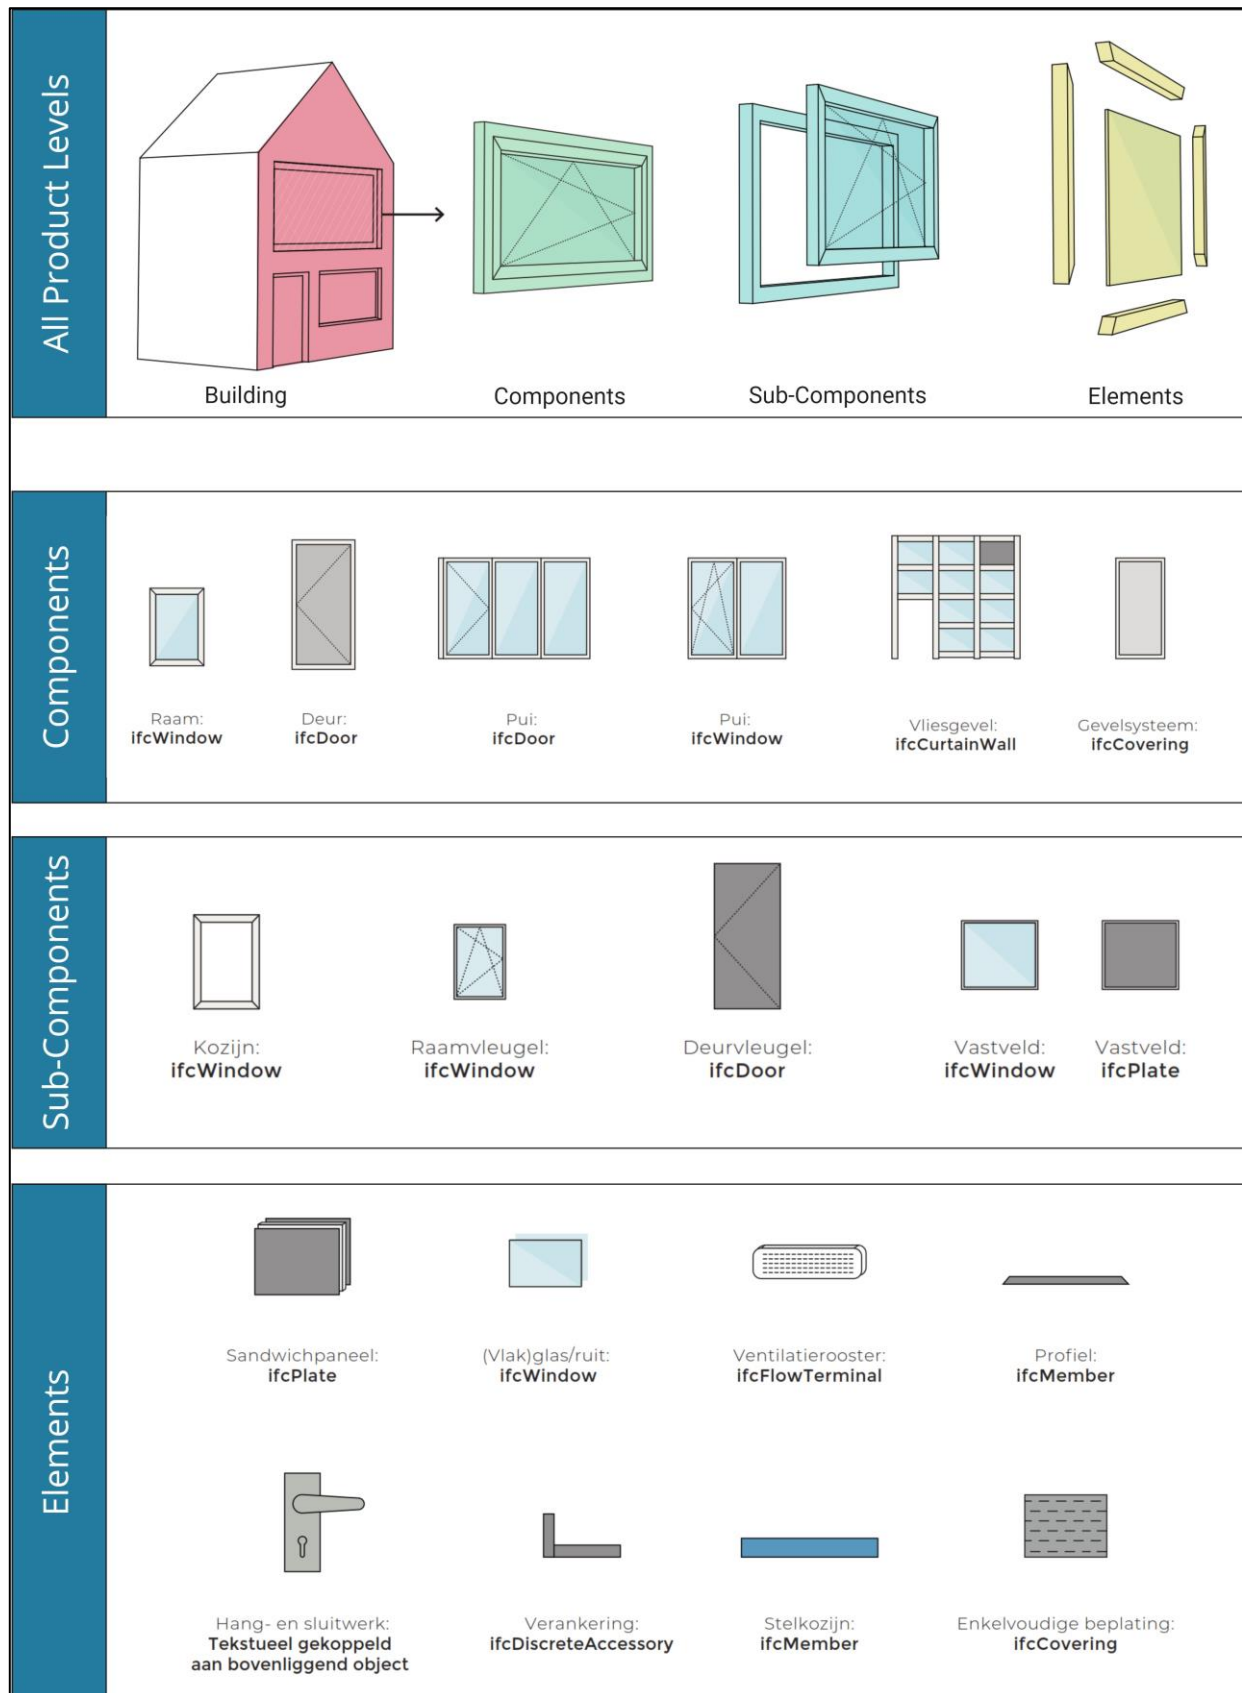 All Product Levels
Building
Components
Sub-Components
Elements
Components
Raam:
ifcWindow
Deur:
ifcDoor
Pui:
ifcDoor
Pui:
ifcWindow
Vliesgevel:
ifcCurtainWall
Gevelsysteem:
ifcCovering
Sub-Components
Kozijn:
ifcWindow
Raamvleugel:
ifcWindow
Deurvleugel:
ifcDoor
Vastveld:
ifcWindow
Vastveld:
ifcPlate
Elements
Sandwichpaneel:
ifcPlate
(Vlak)glas/ruit:
ifcWindow
Ventilatierooster:
ifcFlowTerminal
Profiel:
ifcMember
Hang- en sluitwerk:
Tekstueel gekoppeld
aan bovenliggend object
Verankering:
ifcDiscreteAccessory
Stelkozijn:
ifcMember
Enkelvoudige beplating:
ifcCovering